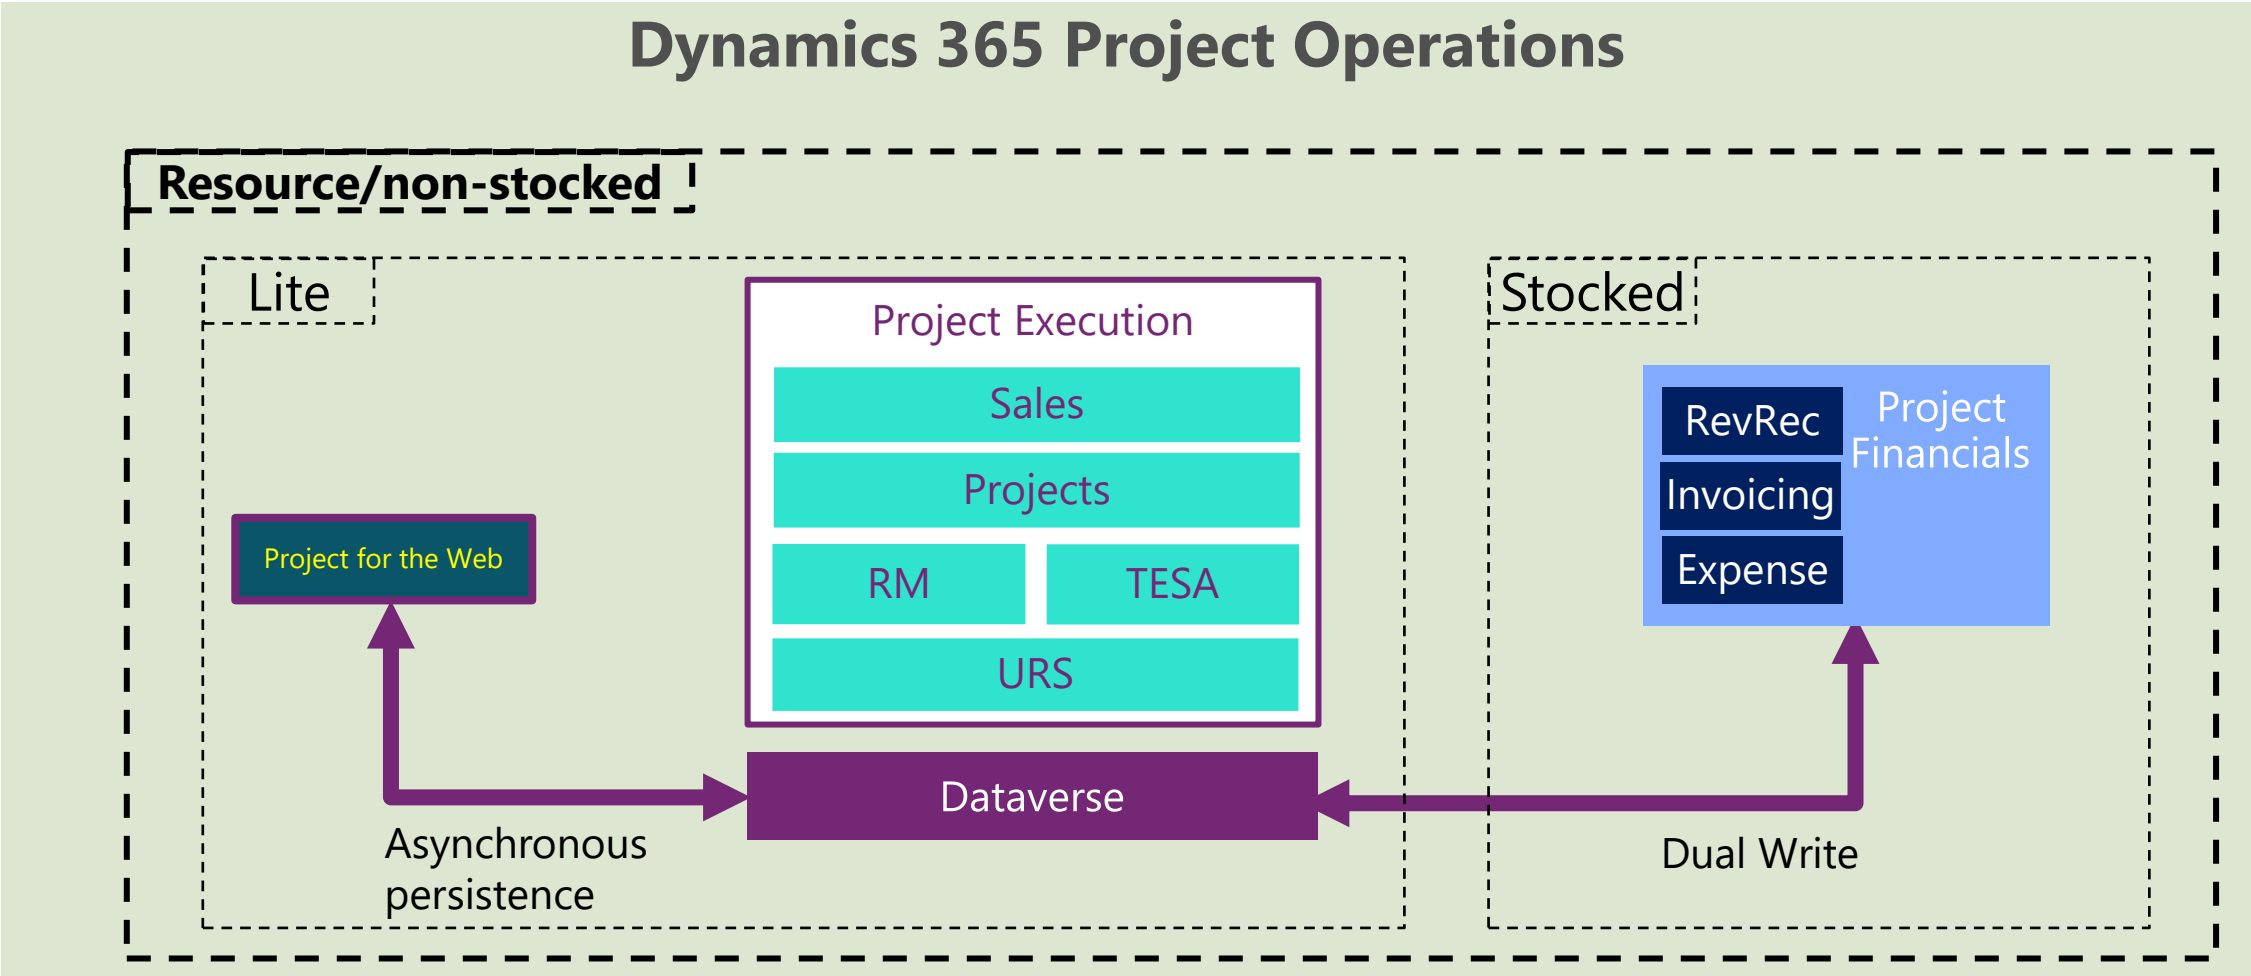 Dynamics 365 Project Operations
Resource/non-stocked
Lite
Project Execution
Sales
Projects
RM
TESA
URS
Project for the Web
Dataverse
Asynchronous
persistence
Stocked
RevRec
Invoicing
Expense
Project
Financials
Dual Write